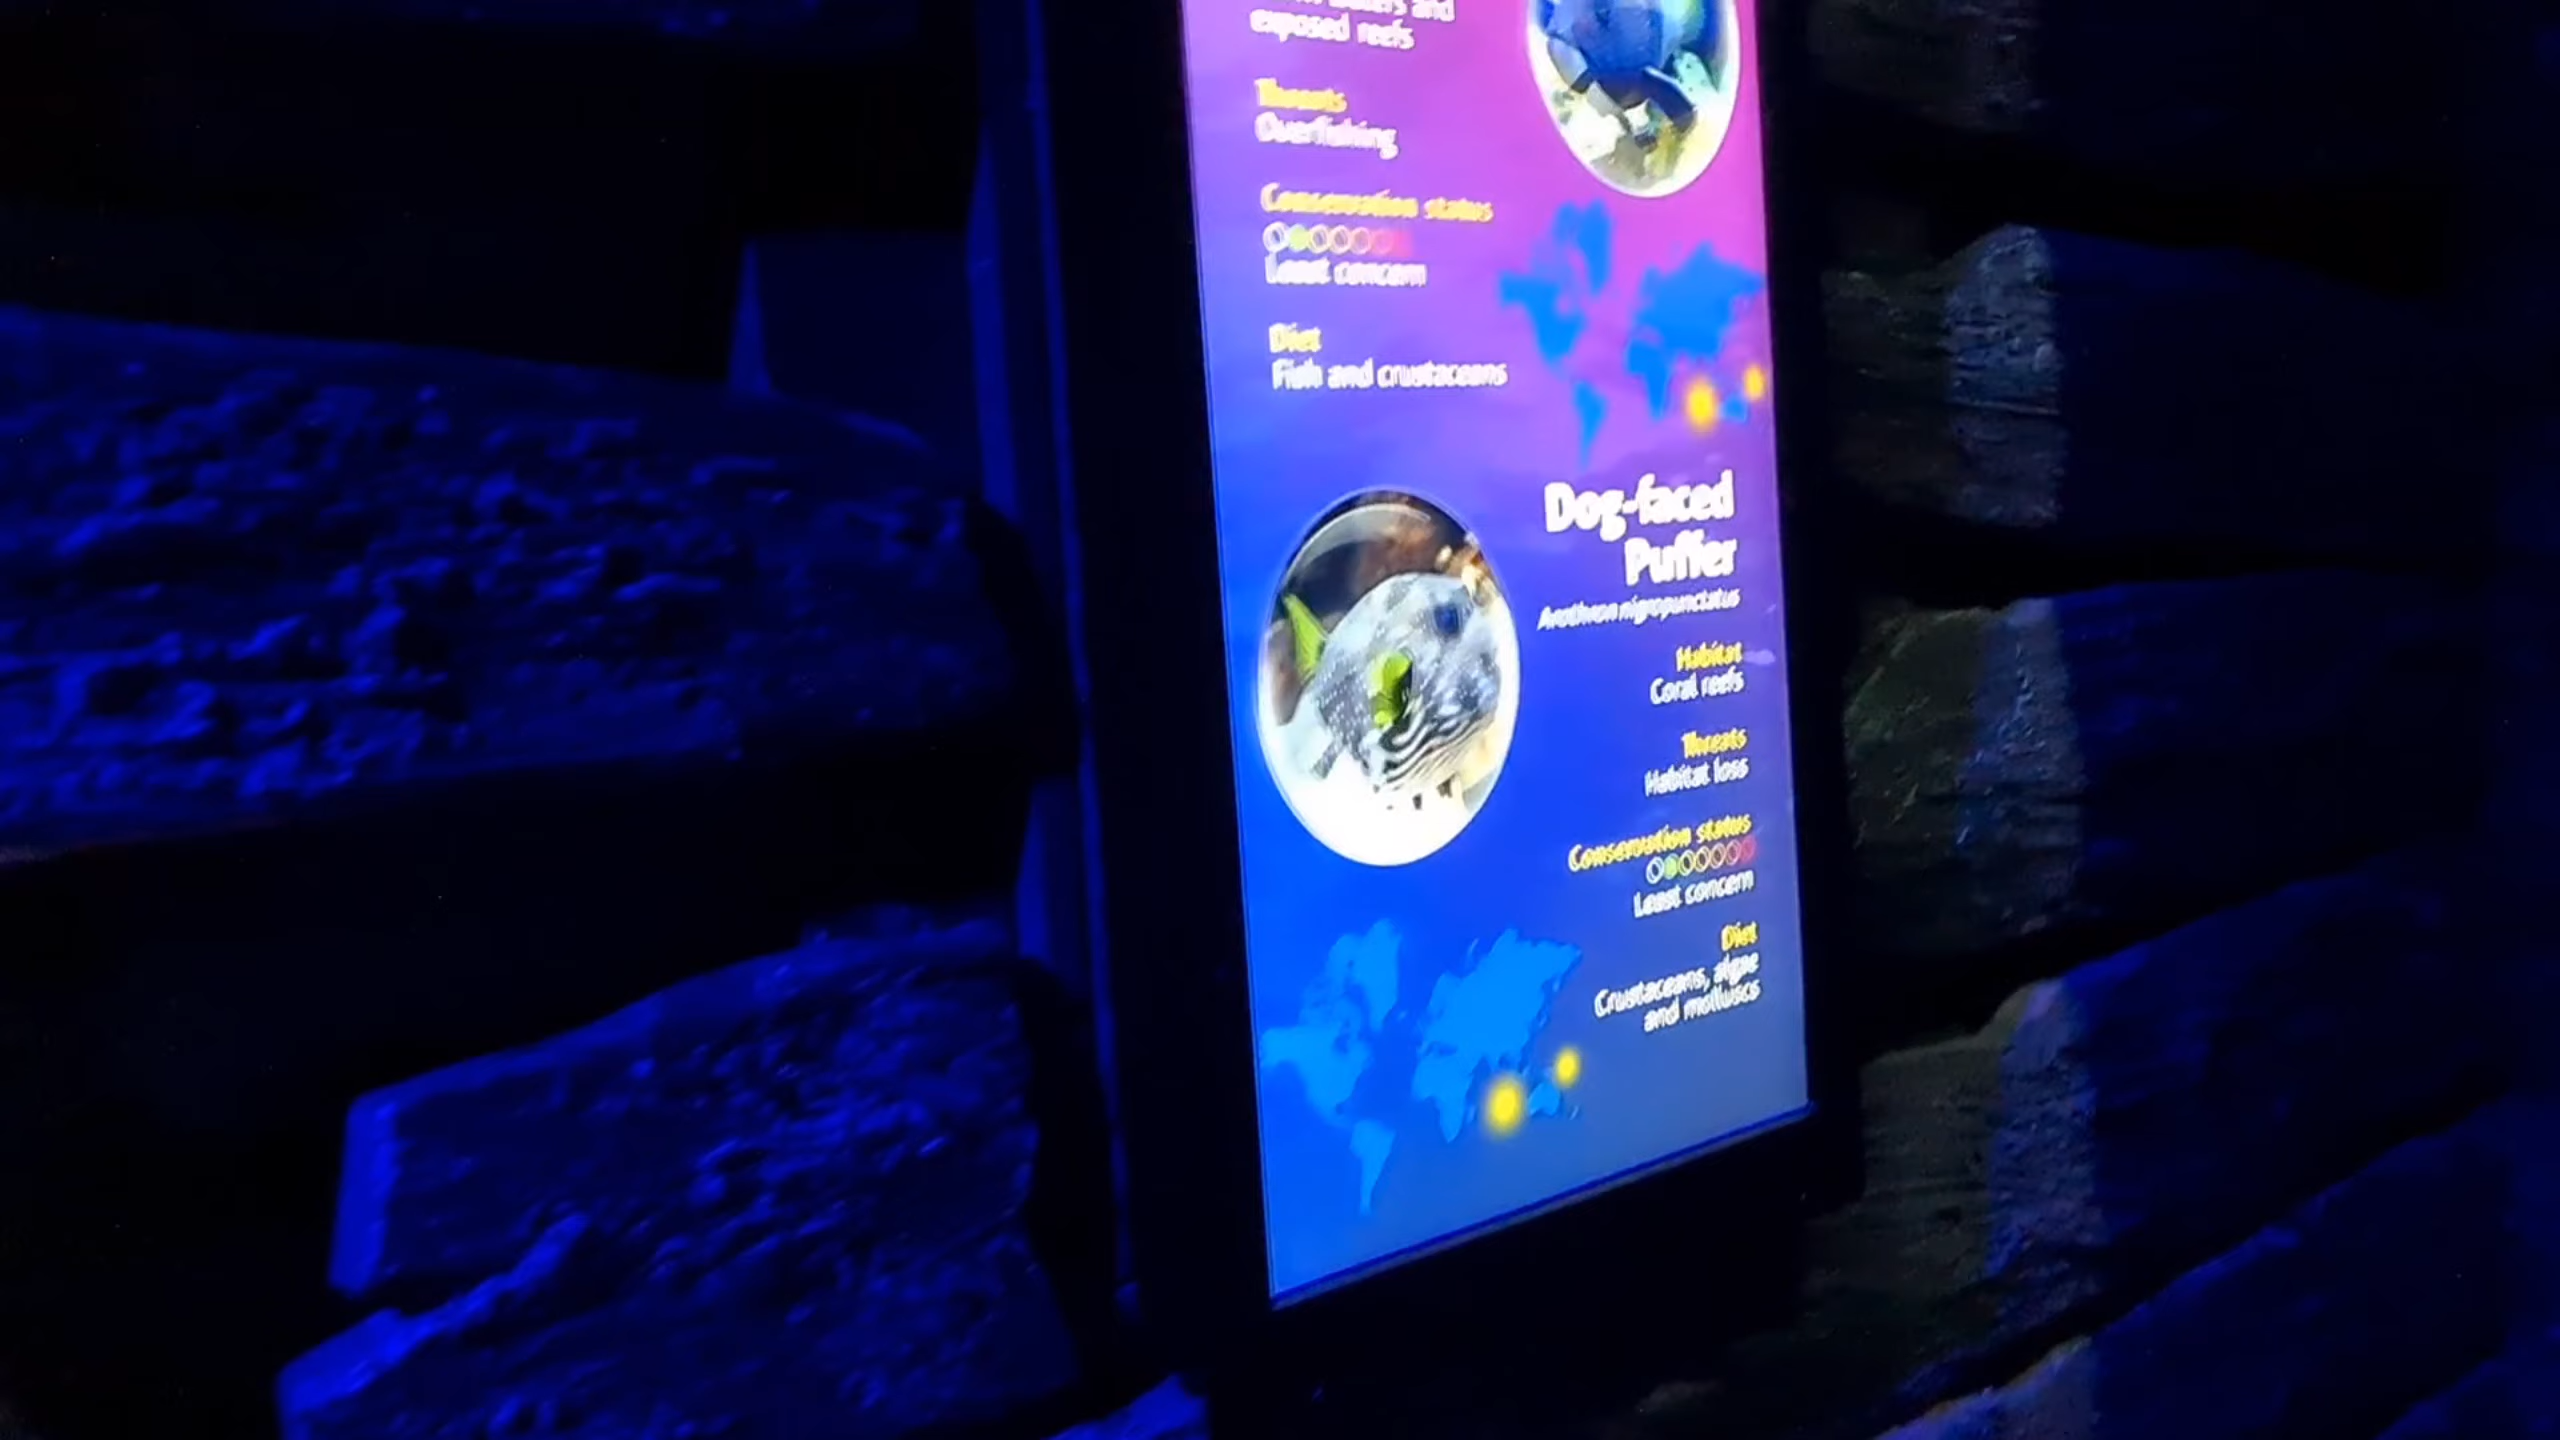 and
exposed reefs
Threats
Overfishing
Conservation status
Least concern
Diet
Fish and crustaceans
Dog-faced
Puffer
Arothron nigropunctatus
Habitat
Coral reefs
Threats
Habitat loss
Conservation status
Least concern
Diet
Crustaceans, algae
and molluscs